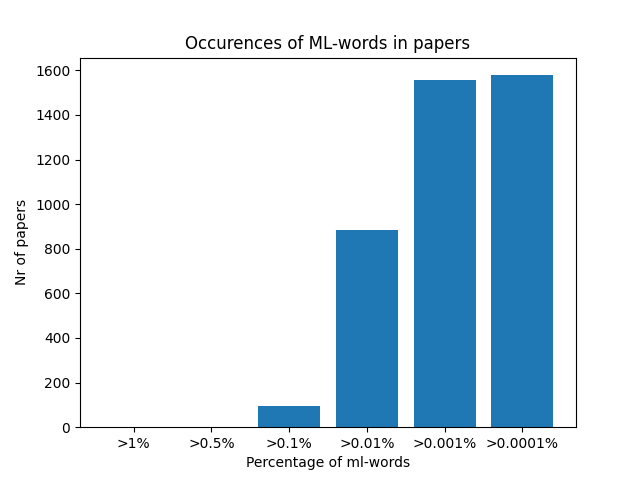 Occurences of ML-words in papers
1600
1400
1200
1000
800
600
400
200
0
Nr of papers
>1% >0.5% >0.1% >0.01% >0.001% >0.0001%
Percentage of ml-words